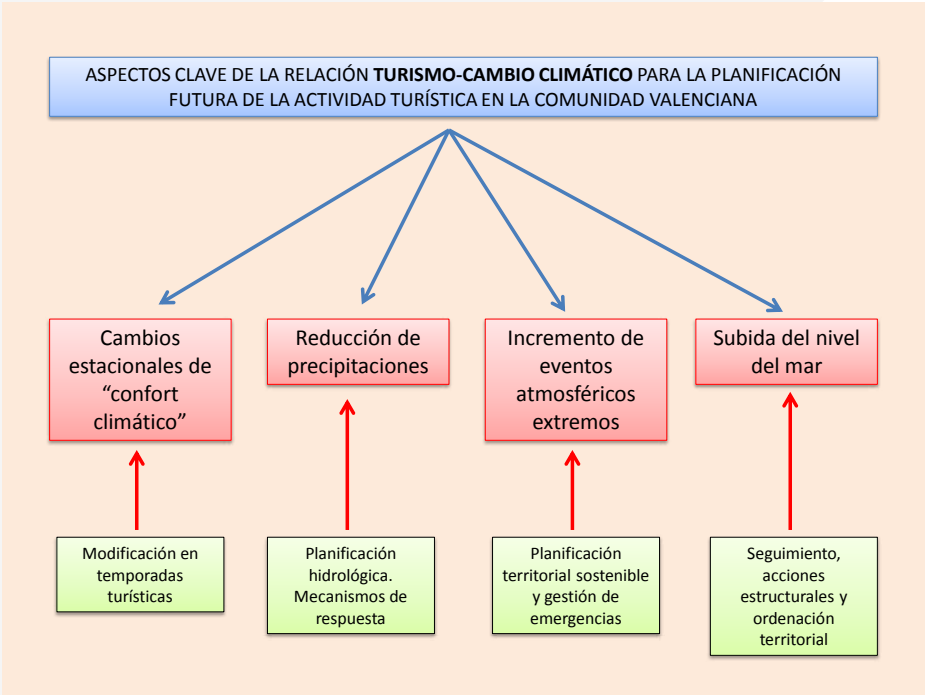 ASPECTOS CLAVE DE LA RELACIÓN TURISMO-CAMBIO CLIMÁTICO PARA LA PLANIFICACIÓN
FUTURA DE LA ACTIVIDAD TURÍSTICA EN LA COMUNIDAD VALENCIANA
Cambios
estacionales de
“confort
climático”
Reducción de
precipitaciones
Incremento de
eventos
atmosféricos
extremos
Subida del nivel
del mar
Modificación en
temporadas
turísticas
Planificación
hidrológica.
Mecanismos de
respuesta
Planificación
territorial sostenible
y gestión de
emergencias
Seguimiento,
acciones
estructurales y
ordenación
territorial